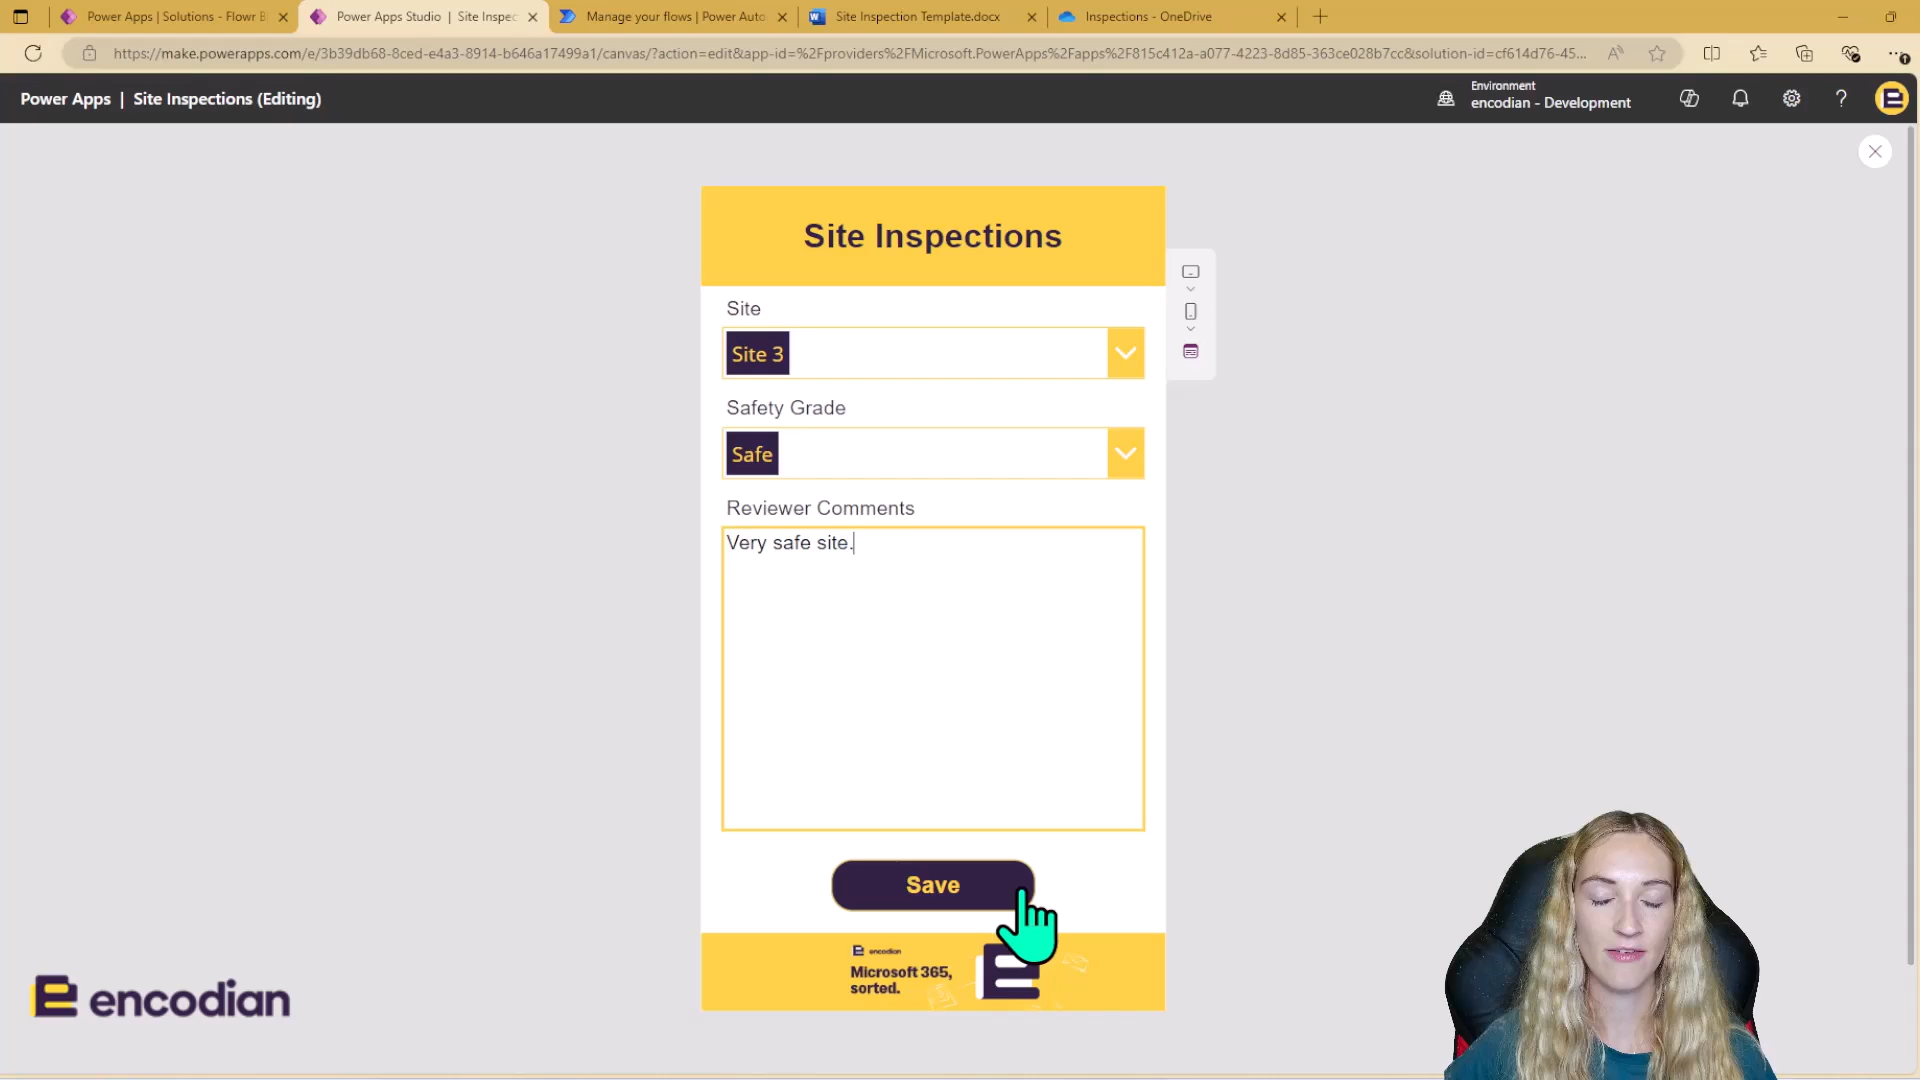 Power Apps | Solutions - Flowr B
Power Apps Studio | Site Inspec
Manage your flows | Power Auto
Site Inspection Template.docx
Inspections - OneDrive
https://make.powerapps.com/e/3b39db68-8ced-e4a3-8914-b646a17499a1/canvas/?action=edit&app-id=%2Fproviders%2FMicrosoft.PowerApps%2Fapps%2F815c412a-a077-4223-8d85-363ce028b7cc&solution-id=cf614d76-45...
Power Apps | Site Inspections (Editing)
Environment
encodian - Development
Site Inspections
Site
Site 3
Safety Grade
Safe
Reviewer Comments
Very safe site.
Save
encodian
Microsoft 365,
sorted.
encodian